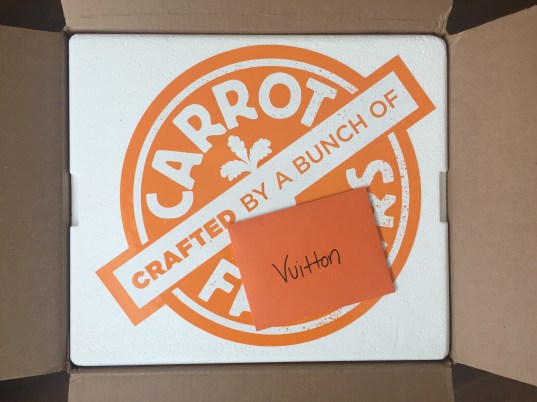 CARROT
CRAFTED BY A BUNCH OF
Vuitton